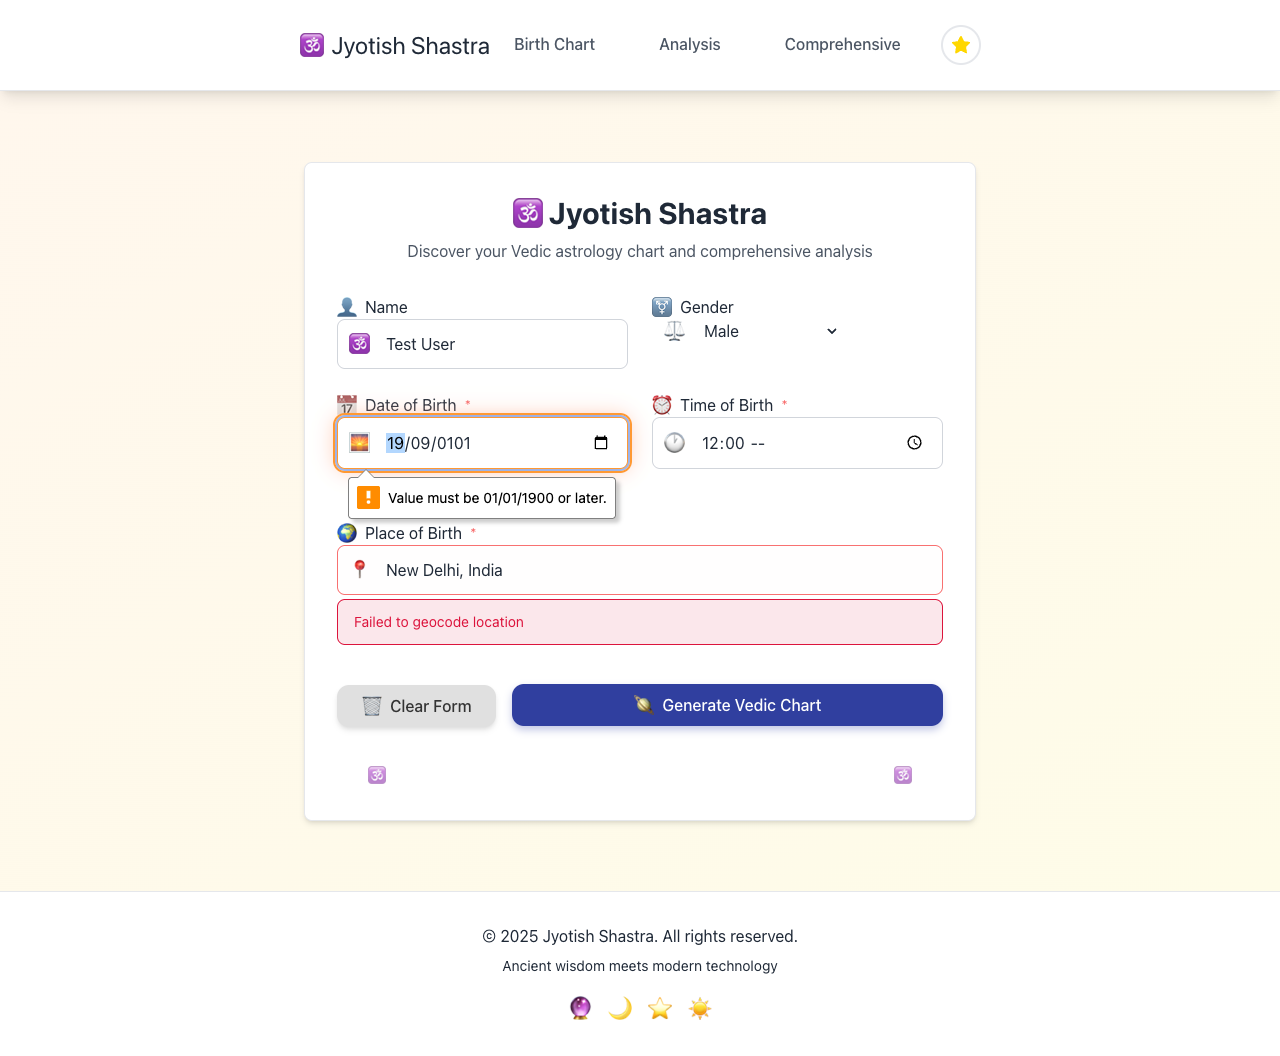 🕉️ Jyotish Shastra
Birth Chart
Analysis
Comprehensive
🕉️ Jyotish Shastra
Discover your Vedic astrology chart and comprehensive analysis
Name
Gender
Test User
Male
Date of Birth *
Time of Birth *
19/09/0101
12:00 --
Value must be 01/01/1900 or later.
Place of Birth *
New Delhi, India
Failed to geocode location
Clear Form
Generate Vedic Chart
© 2025 Jyotish Shastra. All rights reserved.
Ancient wisdom meets modern technology